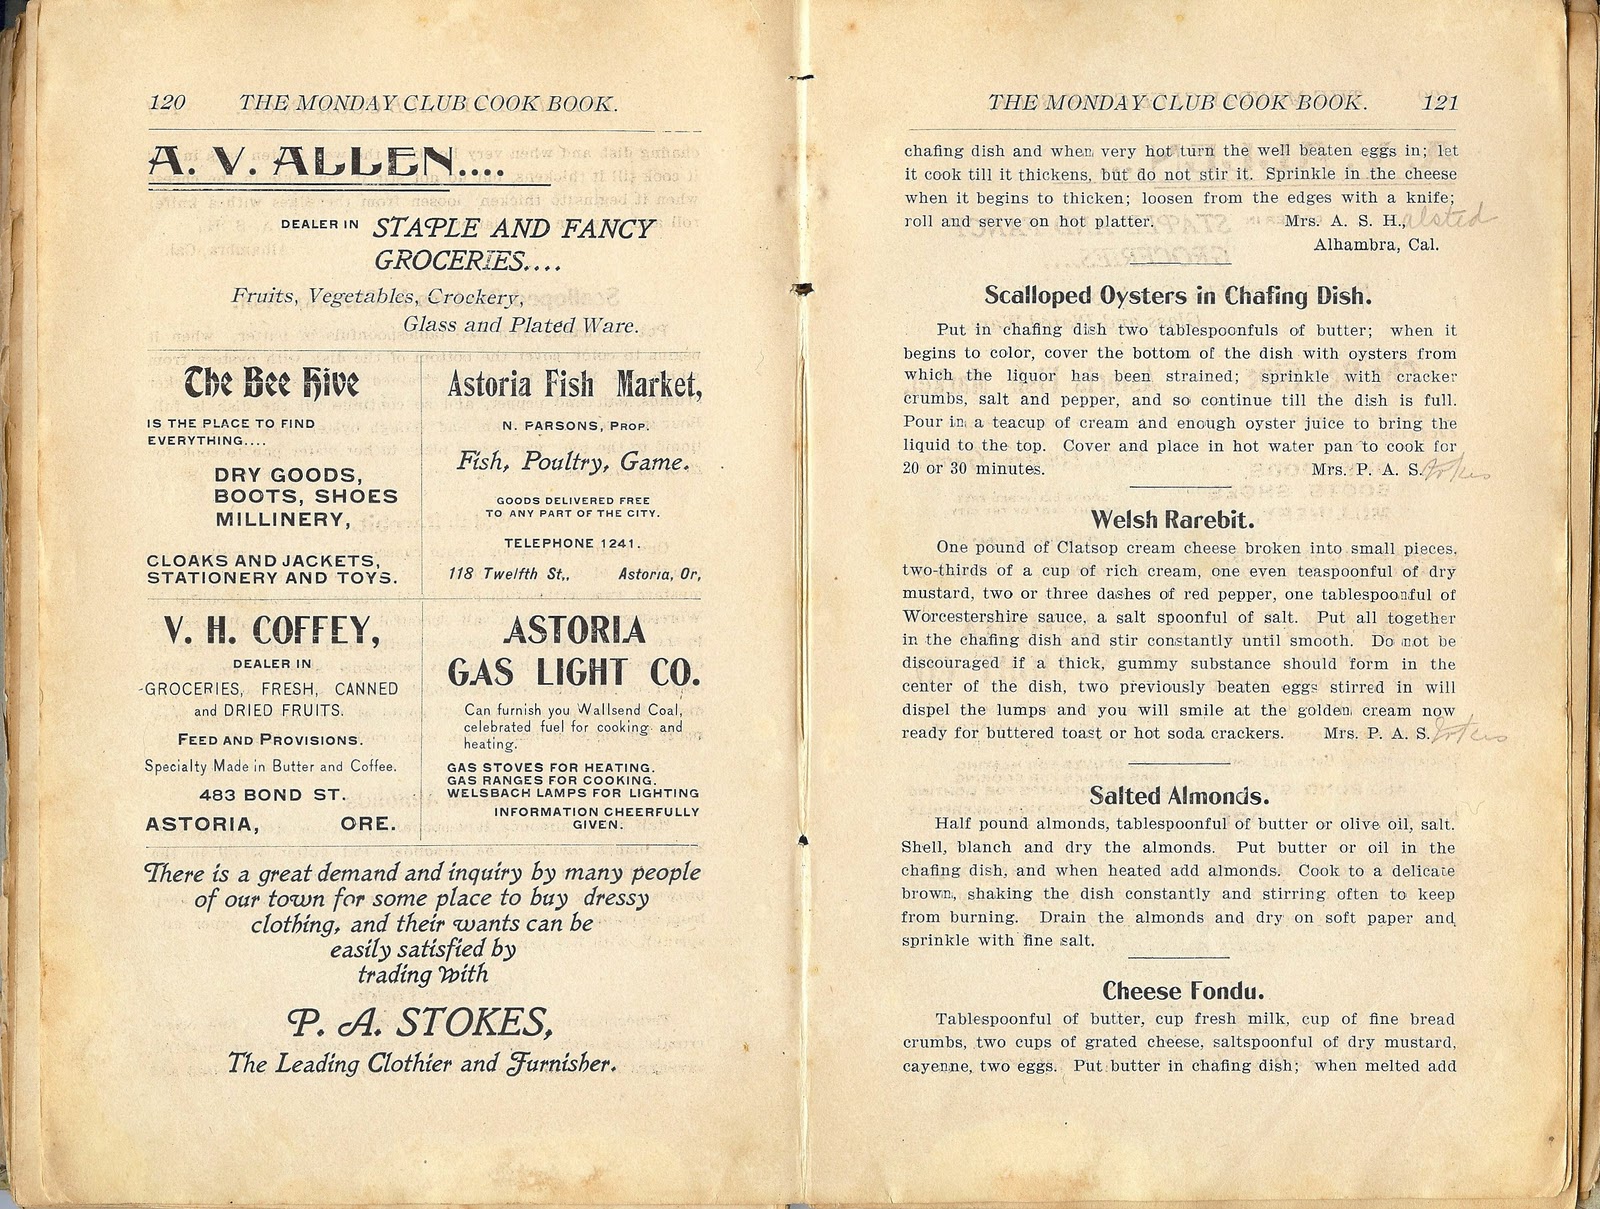 120 THE MONDAY CLUB COOK BOOK.
A. V. ALLEN....
DEALER IN STAPLE AND FANCY
GROCERIES....
Fruits, Vegetables, Crockery,
Glass and Plated Ware.
The Bee Hive
IS THE PLACE TO FIND
EVERYTHING....
DRY GOODS,
BOOTS, SHOES
MILLINERY,
CLOAKS AND JACKETS,
STATIONERY AND TOYS.
Astoria Fish Market,
N. PARSONS, PROP.
Fish, Poultry, Game.
GOODS DELIVERED FREE
TO ANY PART OF THE CITY.
TELEPHONE 1241.
118 Twelfth St., Astoria, Or,
V. H. COFFEY,
DEALER IN
GROCERIES, FRESH, CANNED
and DRIED FRUITS.
FEED AND PROVISIONS.
Specialty Made in Butter and Coffee.
483 BOND ST.
ASTORIA, ORE.
ASTORIA
GAS LIGHT CO.
Can furnish you Wallsend Coal,
celebrated fuel for cooking and
heating.
GAS STOVES FOR HEATING.
GAS RANGES FOR COOKING.
WELSBACH LAMPS FOR LIGHTING
INFORMATION CHEERFULLY
GIVEN.
There is a great demand and inquiry by many people
of our town for some place to buy dressy
clothing, and their wants can be
easily satisfied by
trading with
P. A. STOKES,
The Leading Clothier and Furnisher.
THE MONDAY CLUB COOK BOOK. 121
chafing dish and when very hot turn the well beaten eggs in; let
it cook till it thickens, but do not stir it. Sprinkle in the cheese
when it begins to thicken; loosen from the edges with a knife;
roll and serve on hot platter. Mrs. A. S. H., alsted
Alhambra, Cal.
Scalloped Oysters in Chafing Dish.
Put in chafing dish two tablespoonfuls of butter; when it
begins to color, cover the bottom of the dish with oysters from
which the liquor has been strained; sprinkle with cracker
crumbs, salt and pepper, and so continue till the dish is full.
Pour in a teacup of cream and enough oyster juice to bring the
liquid to the top. Cover and place in hot water pan to cook for
20 or 30 minutes. Mrs. P. A. S. Stokes
Welsh Rarebit.
One pound of Clatsop cream cheese broken into small pieces,
two-thirds of a cup of rich cream, one even teaspoonful of dry
mustard, two or three dashes of red pepper, one tablespoonful of
Worcestershire sauce, a salt spoonful of salt. Put all together
in the chafing dish and stir constantly until smooth. Do not be
discouraged if a thick, gummy substance should form in the
center of the dish, two previously beaten eggs stirred in will
dispel the lumps and you will smile at the golden cream now
ready for buttered toast or hot soda crackers. Mrs. P. A. S. Stokes
Salted Almonds.
Half pound almonds, tablespoonful of butter or olive oil, salt.
Shell, blanch and dry the almonds. Put butter or oil in the
chafing dish, and when heated add almonds. Cook to a delicate
brown, shaking the dish constantly and stirring often to keep
from burning. Drain the almonds and dry on soft paper and
sprinkle with fine salt.
Cheese Fondu.
Tablespoonful of butter, cup fresh milk, cup of fine bread
crumbs, two cups of grated cheese, saltspoonful of dry mustard,
cayenne, two eggs. Put butter in chafing dish; when melted add